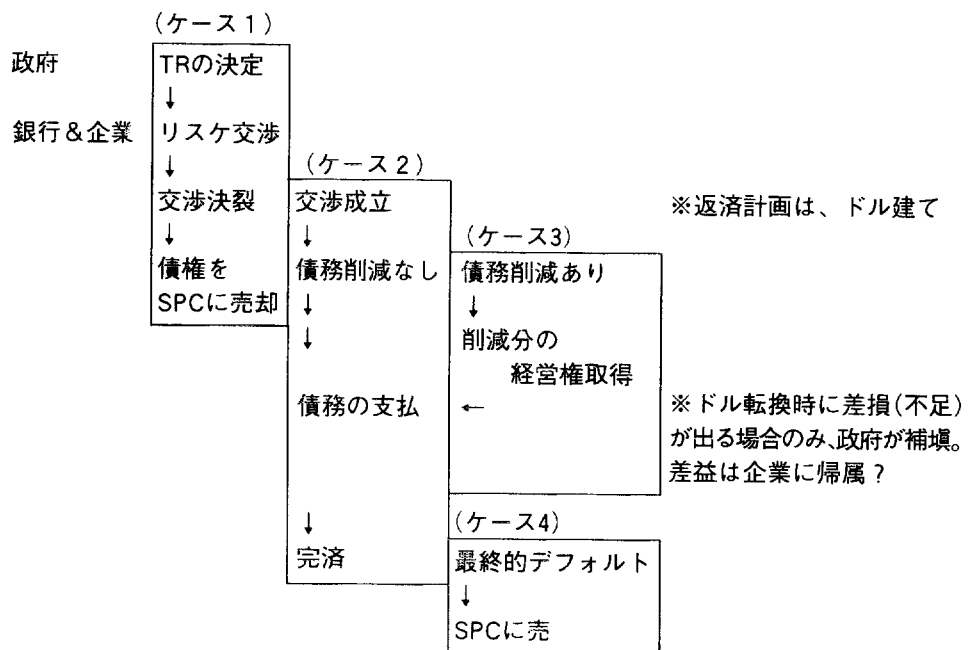 (ケース1)
政府 TRの決定
↓
銀行&企業 リスケ交渉
↓ (ケース2)
交渉決裂 交渉成立 ※返済計画は、ドル建て
↓ ↓ (ケース3)
債権を 債務削減なし 債務削減あり
SPCに売却 ↓ ↓
↓ 削減分の
経営権取得
債務の支払 ← ※ドル転換時に差損(不足)
が出る場合のみ、政府が補塡。
差益は企業に帰属?
↓ (ケース4)
完済 最終的デフォルト
↓
SPCに売